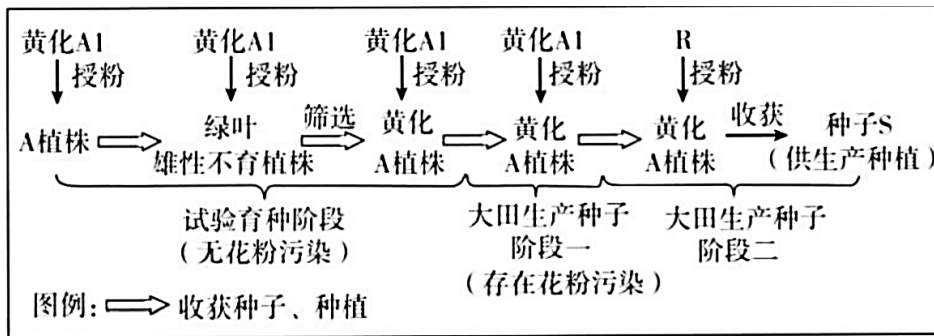 黄化A1 黄化A1 黄化A1 黄化A1 R
授粉 授粉 授粉 授粉 授粉
A植株 绿叶 雄性不育植株 筛选 黄化 A植株 黄化 A植株 黄化 A植株 收获 种子S (供生产种植)
试验育种阶段 大田生产种子 大田生产种子
(无花粉污染) 阶段一 阶段二
(存在花粉污染)
图例: 收获种子、种植